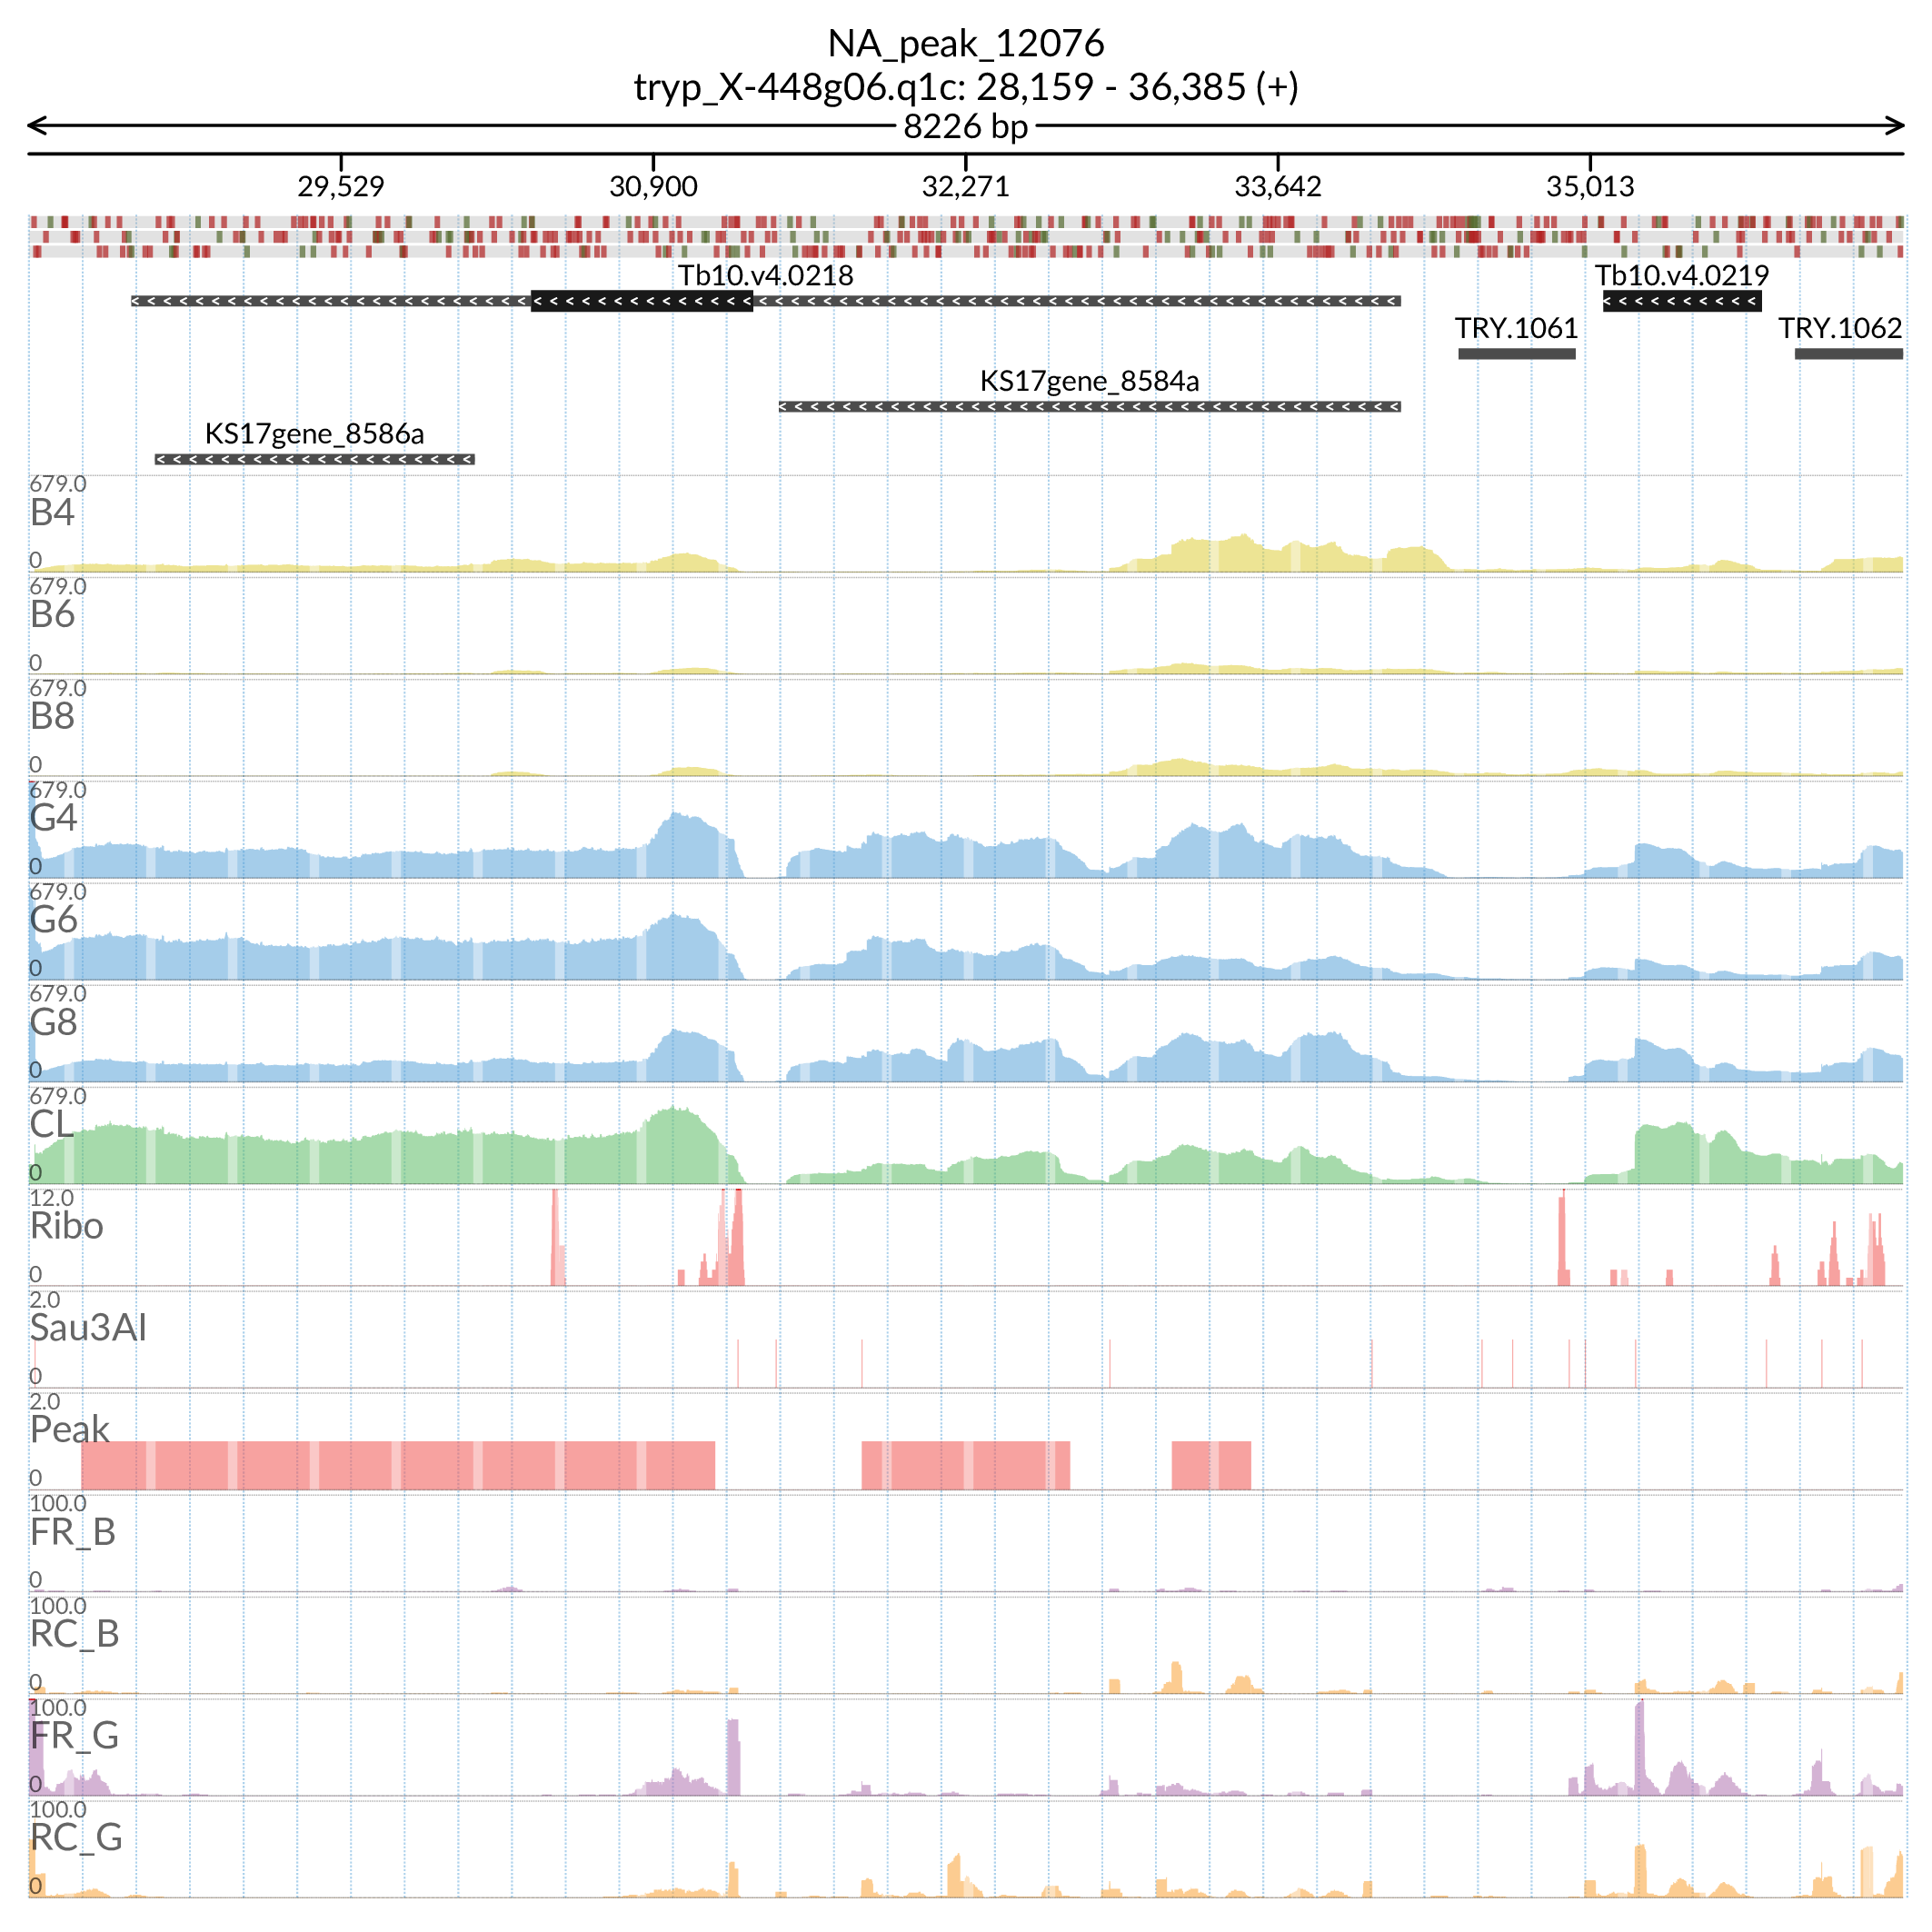 NA_peak_12076
tryp_X-448g06.q1c: 28,159 - 36,385 (+)
8226 bp
29,529 30,900 32,271 33,642 35,013
Tb10.v4.0218 Tb10.v4.0219
TRY.1061 TRY.1062
KS17gene_8584a
KS17gene_8586a
679.0
B4
0
679.0
B6
0
679.0
B8
0
679.0
G4
0
679.0
G6
0
679.0
G8
0
679.0
CL
0
12.0
Ribo
0
2.0
Sau3AI
0
2.0
Peak
0
100.0
FR_B
0
100.0
RC_B
0
100.0
FR_G
0
100.0
RC_G
0